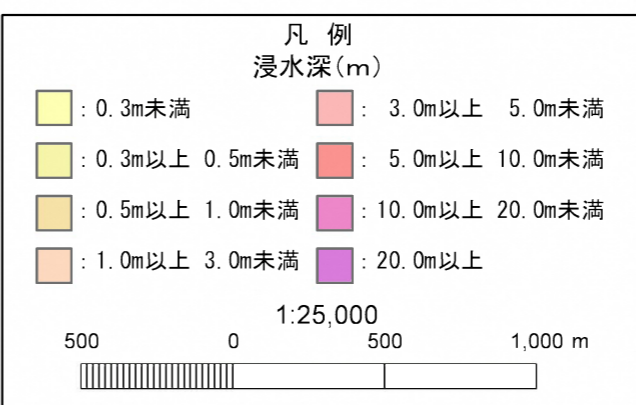 凡 例
浸水深(m)
: 0.3m未満
: 0.3m以上 0.5m未満
: 0.5m以上 1.0m未満
: 1.0m以上 3.0m未満
: 3.0m以上 5.0m未満
: 5.0m以上 10.0m未満
: 10.0m以上 20.0m未満
: 20.0m以上
1:25,000
500 0 500 1,000 m